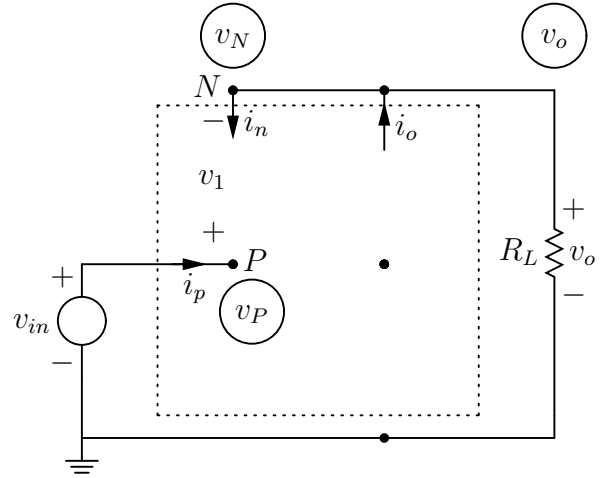 v_N v_o
N
− i_n i_o
v_1
+ +
+ P R_L v_o
i_p −
v_in v_P
−